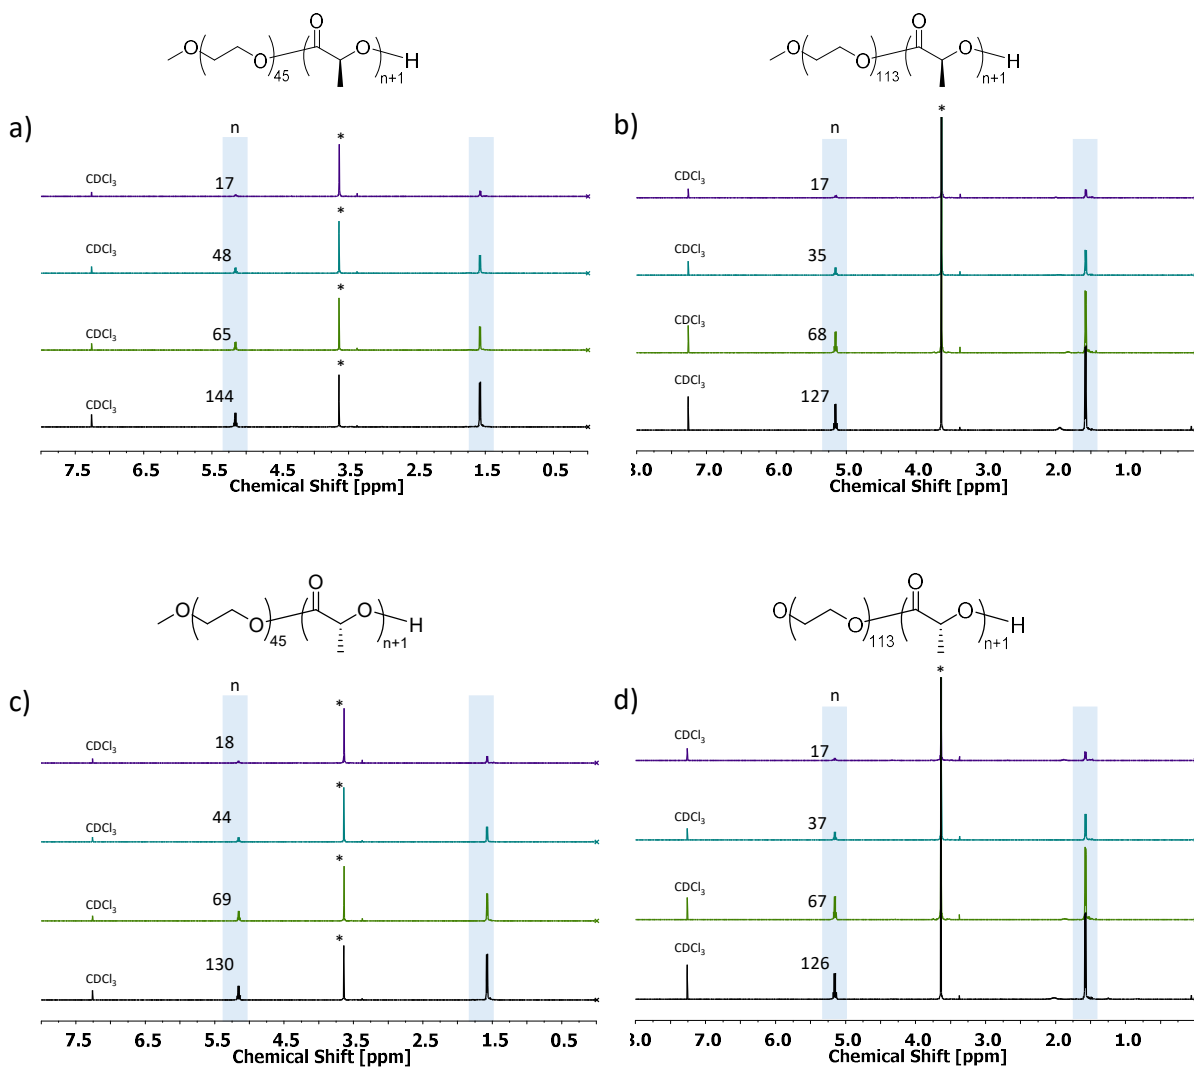 O
O
O
O
H
45
n+1
O
O
O
O
H
113
n+1
a)
n
*
CDCl3
17
*
CDCl3
48
*
CDCl3
65
*
CDCl3
144
7.5 6.5 5.5 4.5 3.5 2.5 1.5 0.5
Chemical Shift [ppm]
b)
n
*
CDCl3
17
CDCl3
35
CDCl3
68
CDCl3
127
8.0 7.0 6.0 5.0 4.0 3.0 2.0 1.0
Chemical Shift [ppm]
O
O
O
O
H
45
n+1
O
O
O
O
H
113
n+1
c)
n
*
CDCl3
18
*
CDCl3
44
*
CDCl3
69
*
CDCl3
130
7.5 6.5 5.5 4.5 3.5 2.5 1.5 0.5
Chemical Shift [ppm]
d)
n
*
CDCl3
17
CDCl3
37
CDCl3
67
CDCl3
126
8.0 7.0 6.0 5.0 4.0 3.0 2.0 1.0
Chemical Shift [ppm]